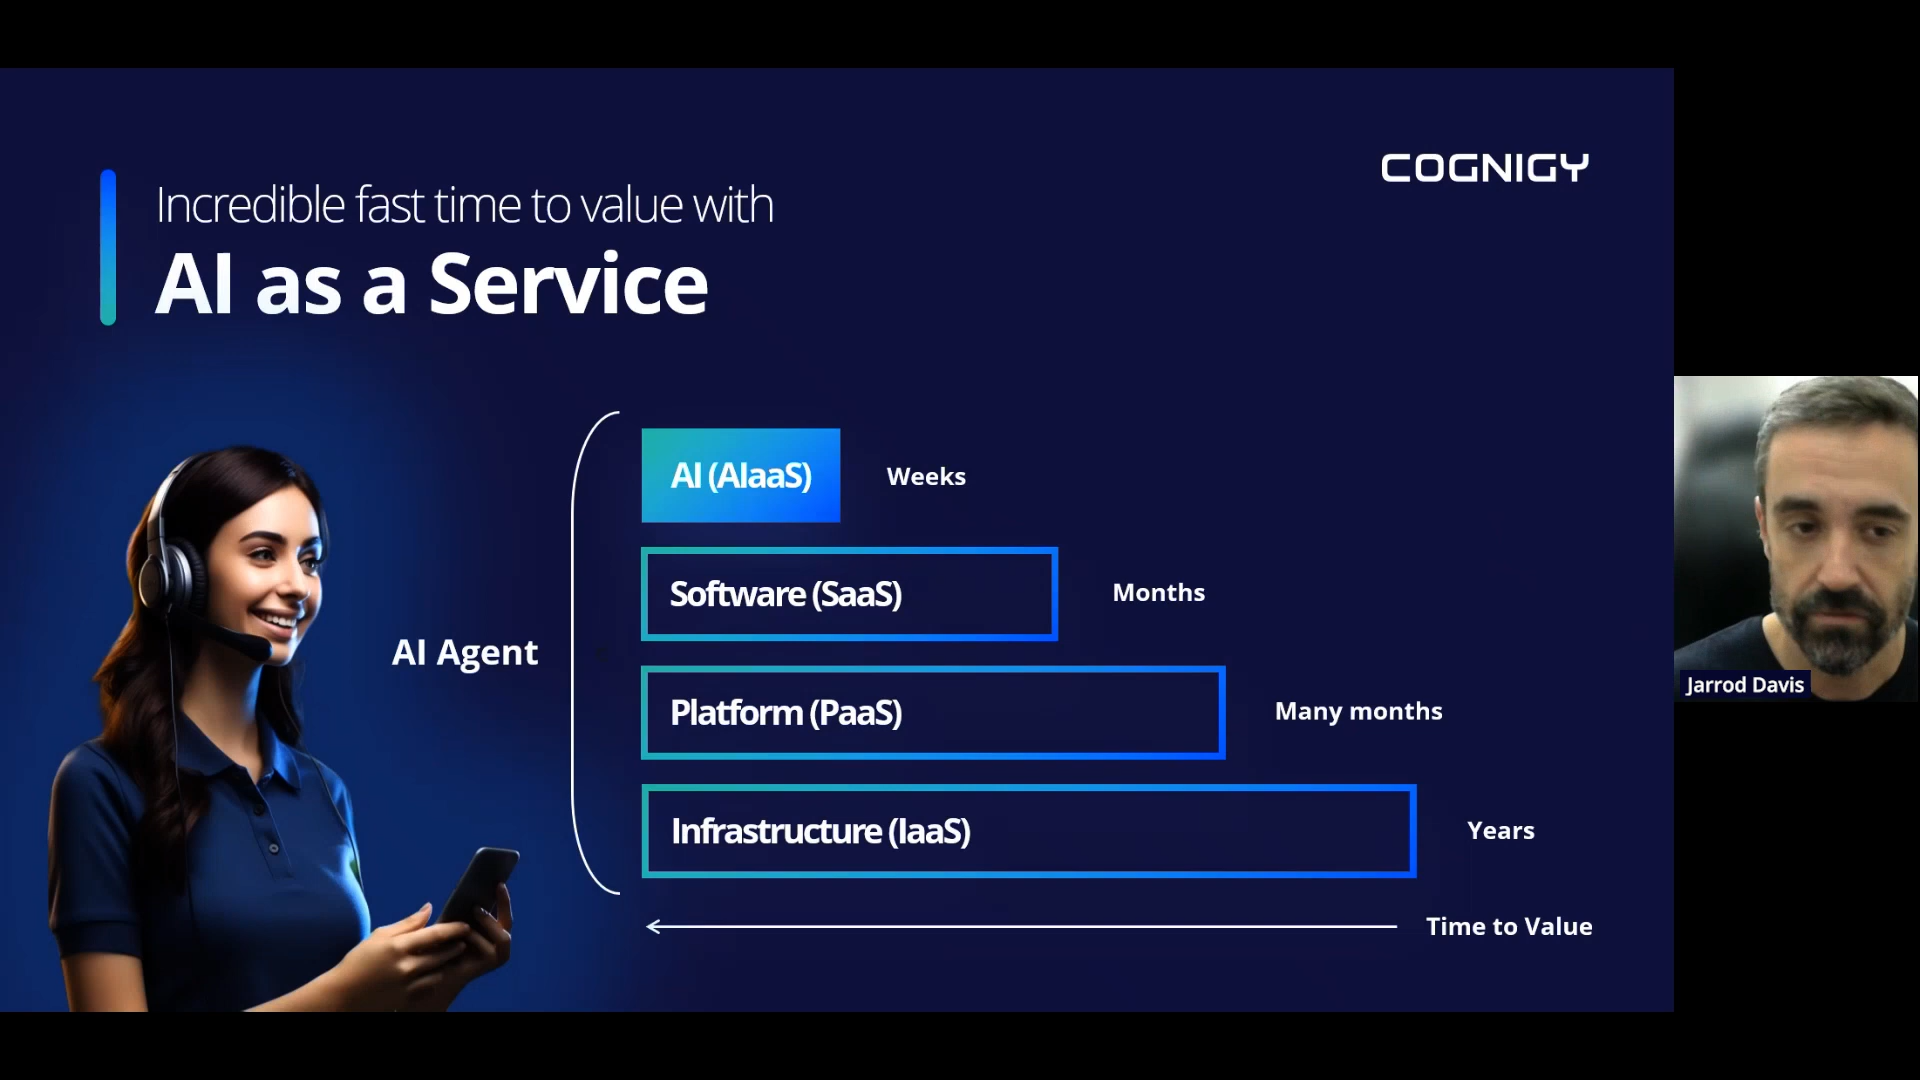 COGNIGY
Incredible fast time to value with
AI as a Service
AI Agent
AI (AIaaS)
Weeks
Software (SaaS)
Months
Platform (PaaS)
Many months
Infrastructure (IaaS)
Years
Time to Value
Jarrod Davis